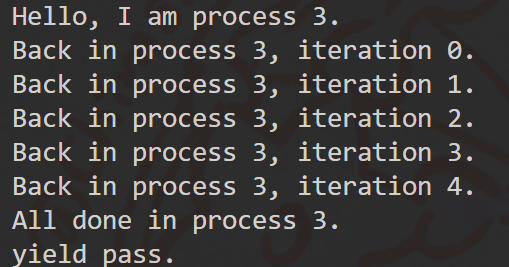 Hello, I am process 3.
Back in process 3, iteration 0.
Back in process 3, iteration 1.
Back in process 3, iteration 2.
Back in process 3, iteration 3.
Back in process 3, iteration 4.
All done in process 3.
yield pass.